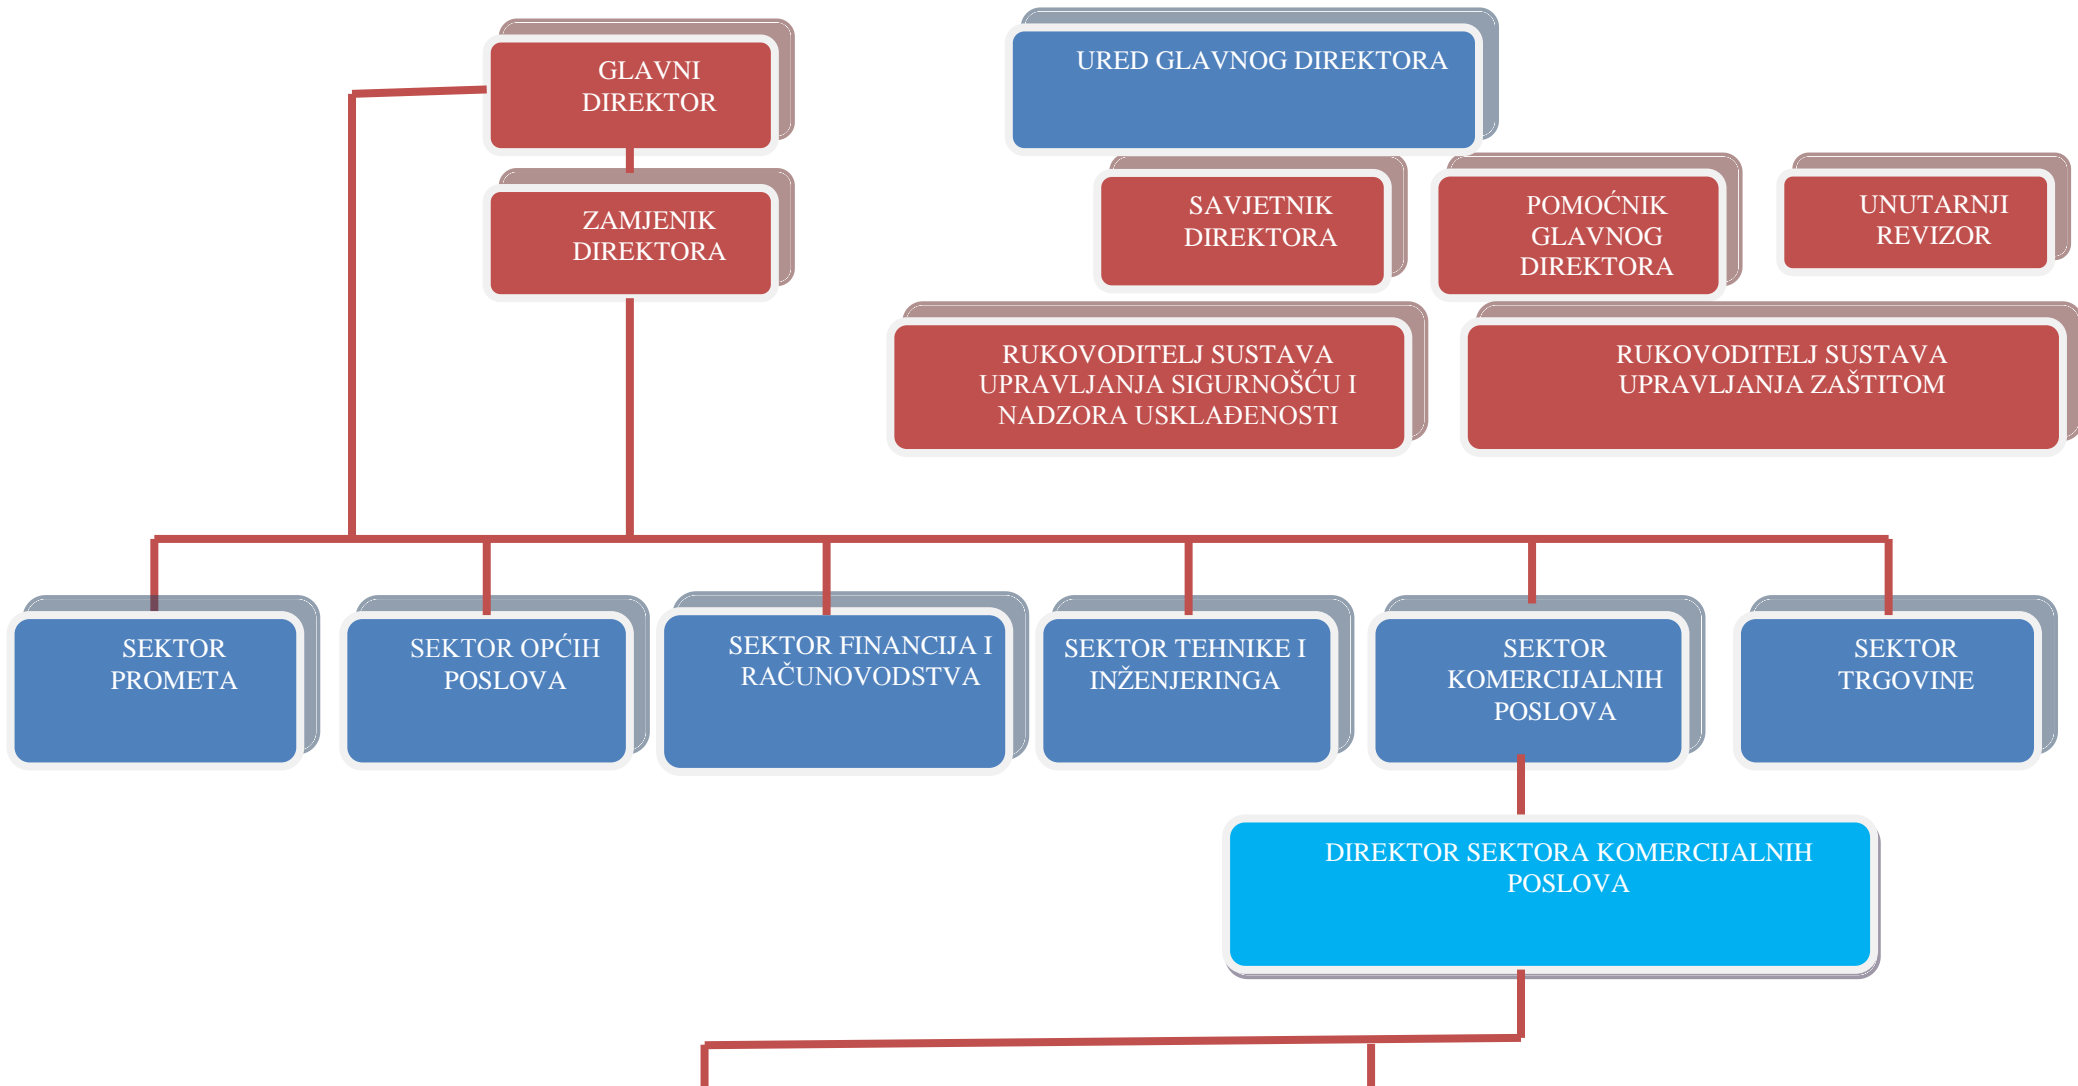 GLAVNI
DIREKTOR
URED GLAVNOG DIREKTORA
ZAMJENIK
DIREKTORA
SAVJETNIK
DIREKTORA
POMOĆNIK
GLAVNOG
DIREKTORA
UNUTARNJI
REVIZOR
RUKOVODITELJ SUSTAVA
UPRAVLJANJA SIGURNOŠĆU I
NADZORA USKLAĐENOSTI
RUKOVODITELJ SUSTAVA
UPRAVLJANJA ZAŠTITOM
SEKTOR
PROMETA
SEKTOR OPĆIH
POSLOVA
SEKTOR FINANCIJA I
RAČUNOVODSTVA
SEKTOR TEHNIKE I
INŽENJERINGA
SEKTOR
KOMERCIJALNIH
POSLOVA
SEKTOR
TRGOVINE
DIREKTOR SEKTORA KOMERCIJALNIH
POSLOVA